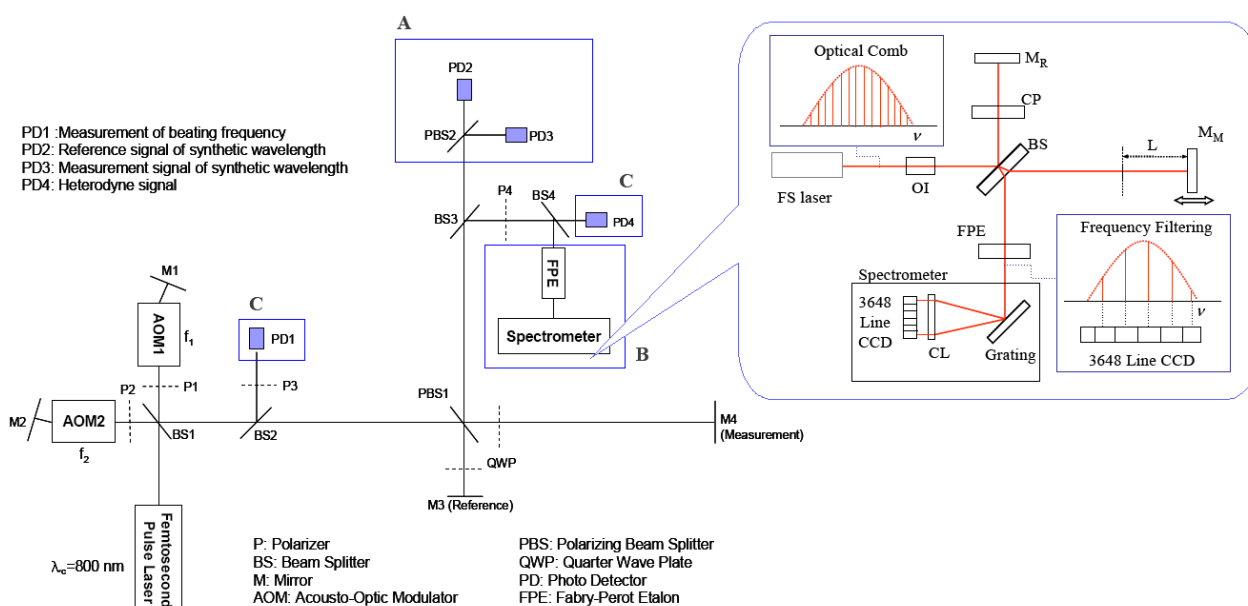 A
PD2
PBS2
PD3
PD1 :Measurement of beating frequency
PD2: Reference signal of synthetic wavelength
PD3: Measurement signal of synthetic wavelength
PD4: Heterodyne signal
P4
BS4
C
PD4
BS3
FPE
Spectrometer
B
M1
AOM1
f1
C
PD1
P1
P3
P2
M2
AOM2
f2
BS1
BS2
PBS1
M4
(Measurement)
QWP
M3 (Reference)
Femtosecond
Pulse Laser
λc=800 nm
P: Polarizer
BS: Beam Splitter
M: Mirror
AOM: Acousto-Optic Modulator
PBS: Polarizing Beam Splitter
QWP: Quarter Wave Plate
PD: Photo Detector
FPE: Fabry-Perot Etalon
Optical Comb
ν
MR
CP
BS
L
MM
FS laser
OI
FPE
Spectrometer
3648
Line
CCD
CL
Grating
Frequency Filtering
ν
3648 Line CCD